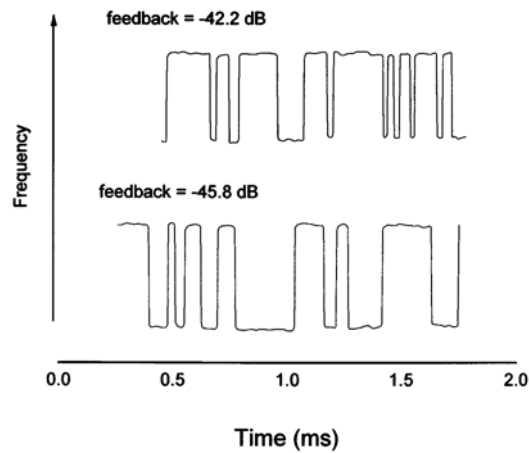 feedback = -42.2 dB
Frequency
feedback = -45.8 dB
0.0 0.5 1.0 1.5 2.0
Time (ms)